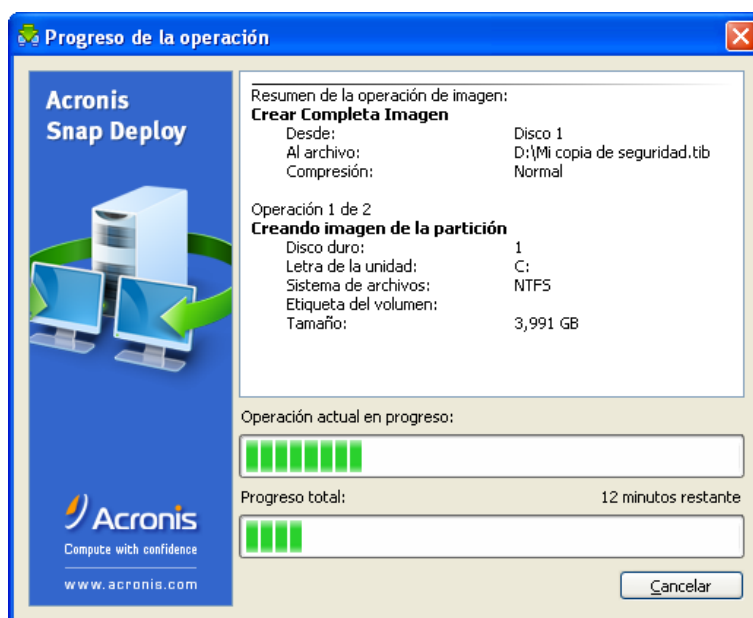 Progreso de la operación
Acronis
Snap Deploy
Resumen de la operación de imagen:
Crear Completa Imagen
Desde: Disco 1
Al archivo: D:\Mi copia de seguridad.tib
Compresión: Normal
Operación 1 de 2
Creando imagen de la partición
Disco duro: 1
Letra de la unidad: C:
Sistema de archivos: NTFS
Etiqueta del volumen:
Tamaño: 3,991 GB
Operación actual en progreso:
Progreso total: 12 minutos restante
Acronis
Compute with confidence
www.acronis.com
Cancelar